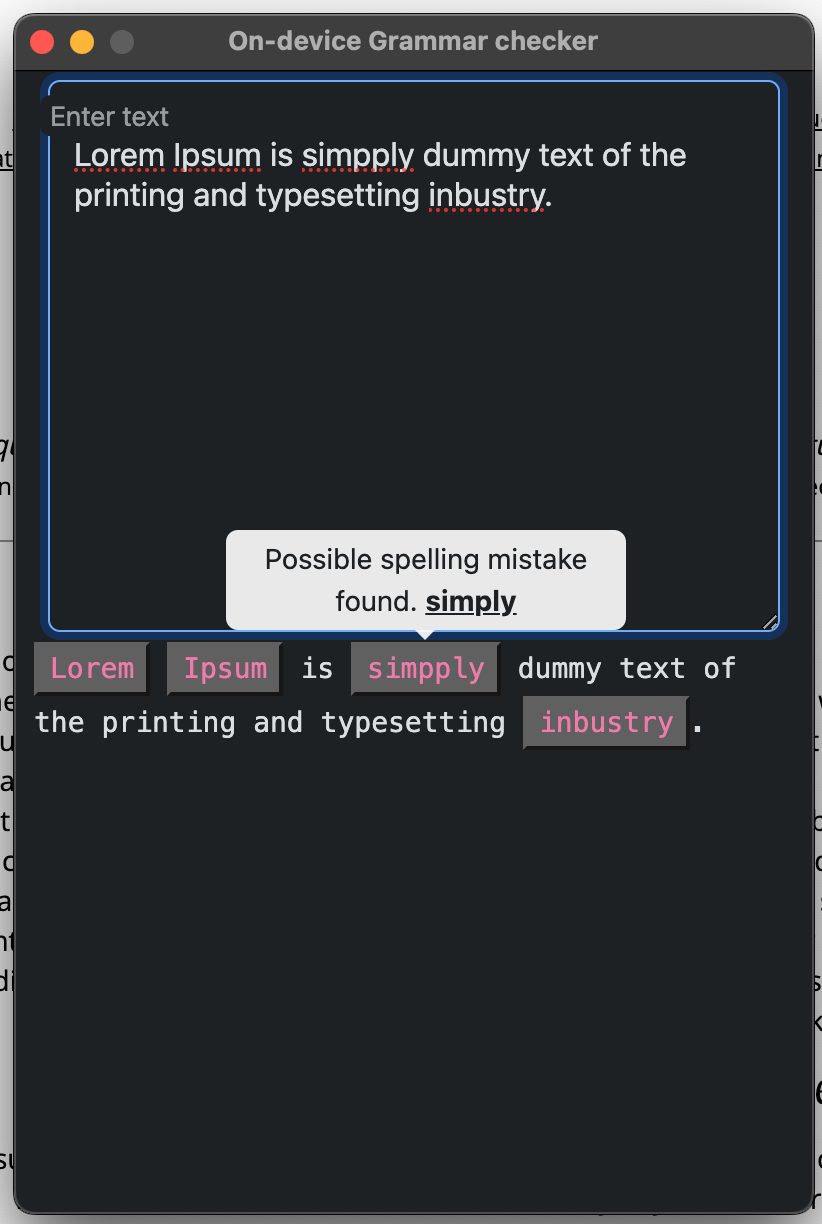 On-device Grammar checker
Enter text
Lorem Ipsum is simpply dummy text of the
printing and typesetting inbustry.
Possible spelling mistake
found. simply
Lorem Ipsum is simpply dummy text of
the printing and typesetting inbustry.